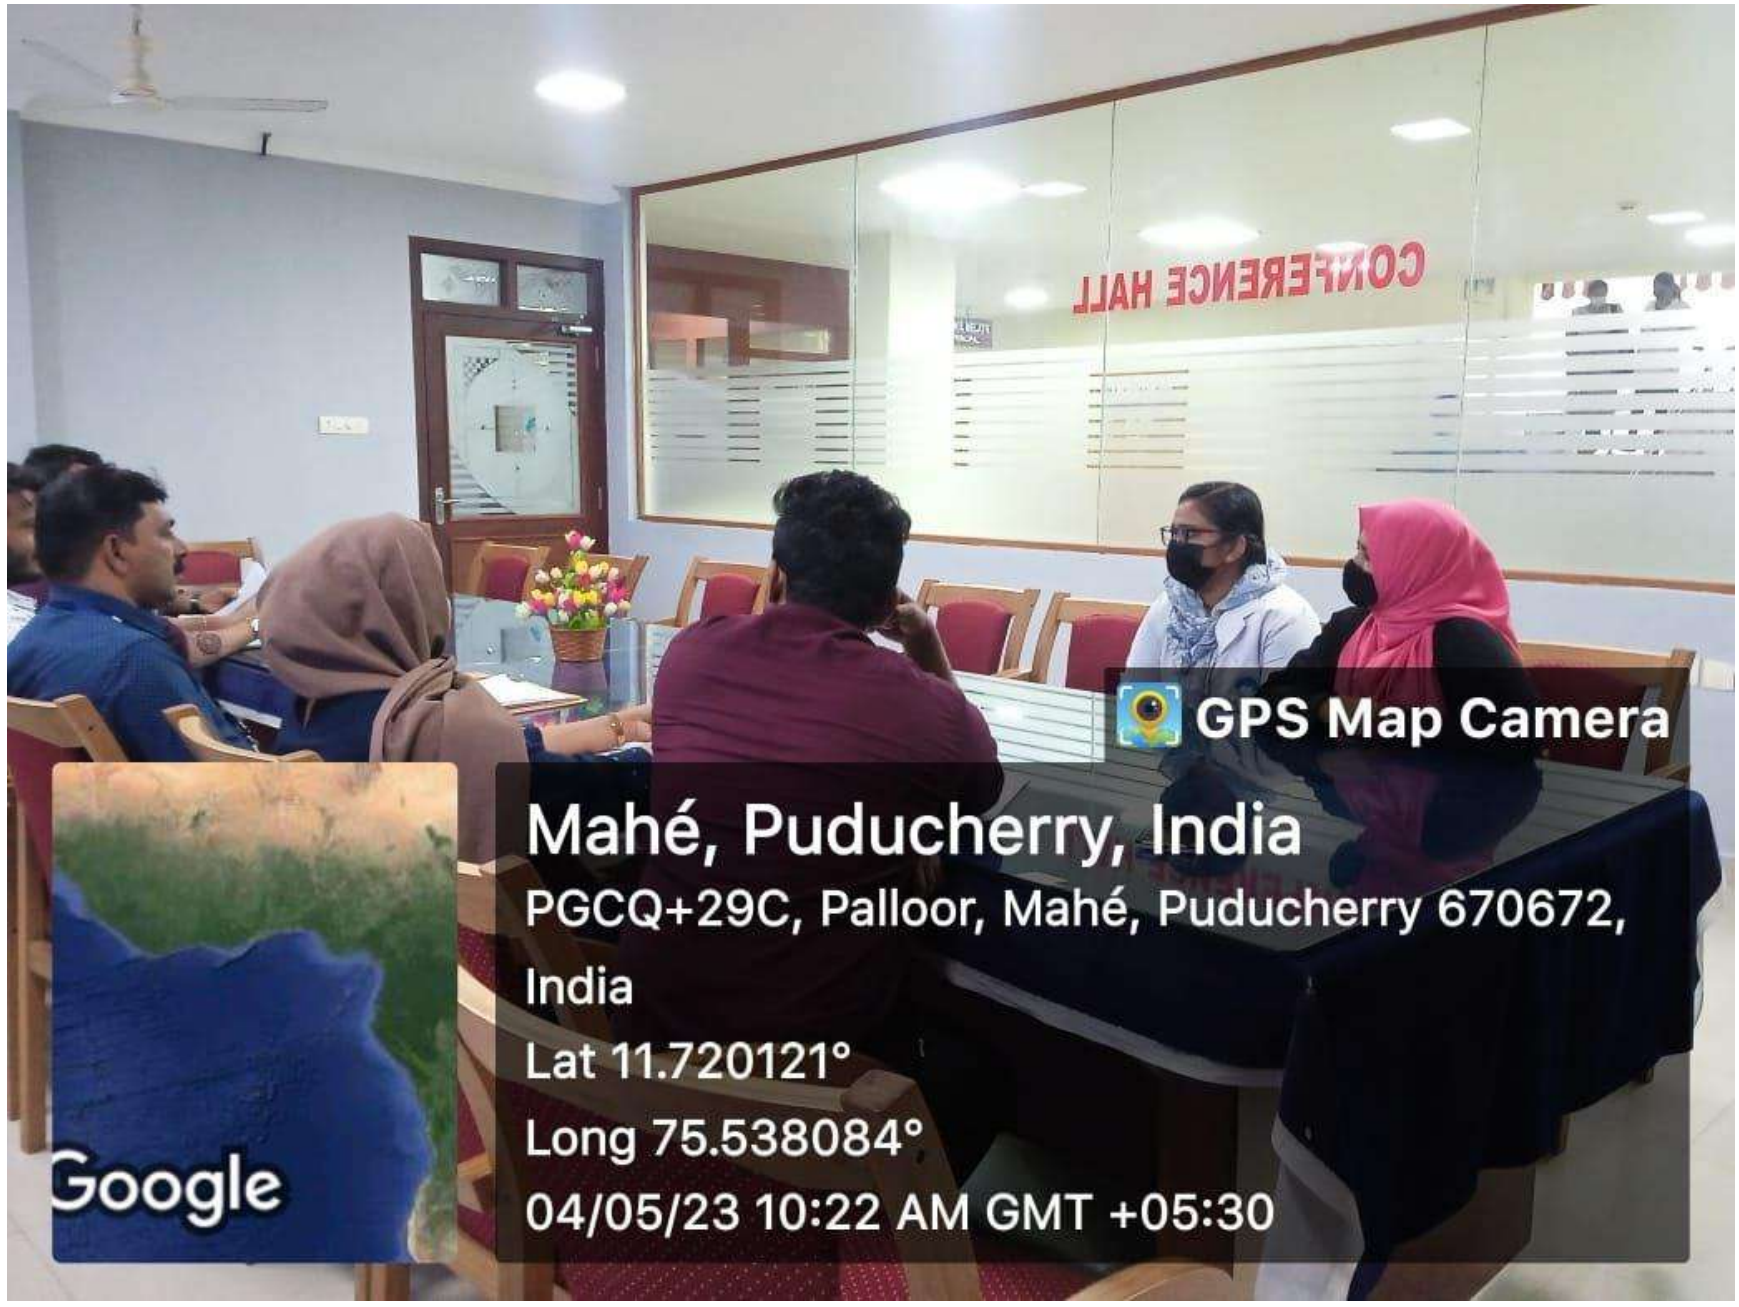 CONFERENCE HALL
GPS Map Camera
Mahé, Puducherry, India
PGCQ+29C, Palloor, Mahé, Puducherry 670672,
India
Lat 11.720121°
Long 75.538084°
04/05/23 10:22 AM GMT +05:30
Google